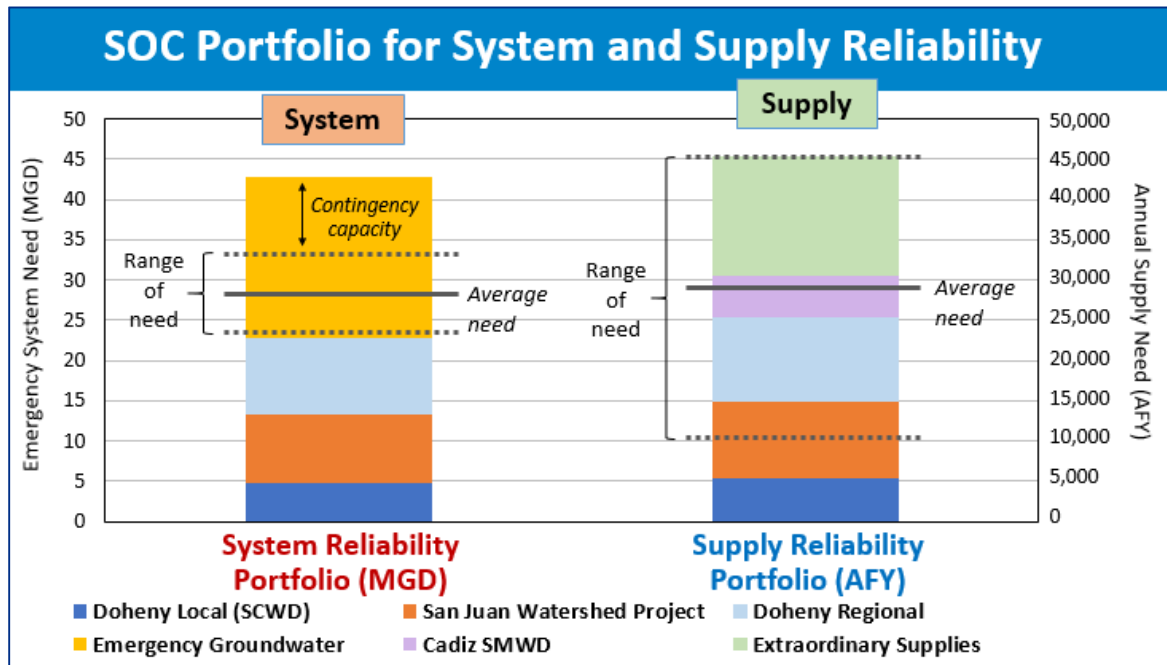 SOC Portfolio for System and Supply Reliability
System
Supply
Emergency System Need (MGD)
50
45
40
35
30
25
20
15
10
5
0
Contingency
capacity
Range
of
need
Average
need
Range
of
need
Average
need
50,000
45,000
40,000
35,000
30,000
25,000
20,000
15,000
10,000
5,000
0
Annual Supply Need (AFY)
System Reliability
Portfolio (MGD)
Supply Reliability
Portfolio (AFY)
Doheny Local (SCWD) San Juan Watershed Project Doheny Regional
Emergency Groundwater Cadiz SMWD Extraordinary Supplies